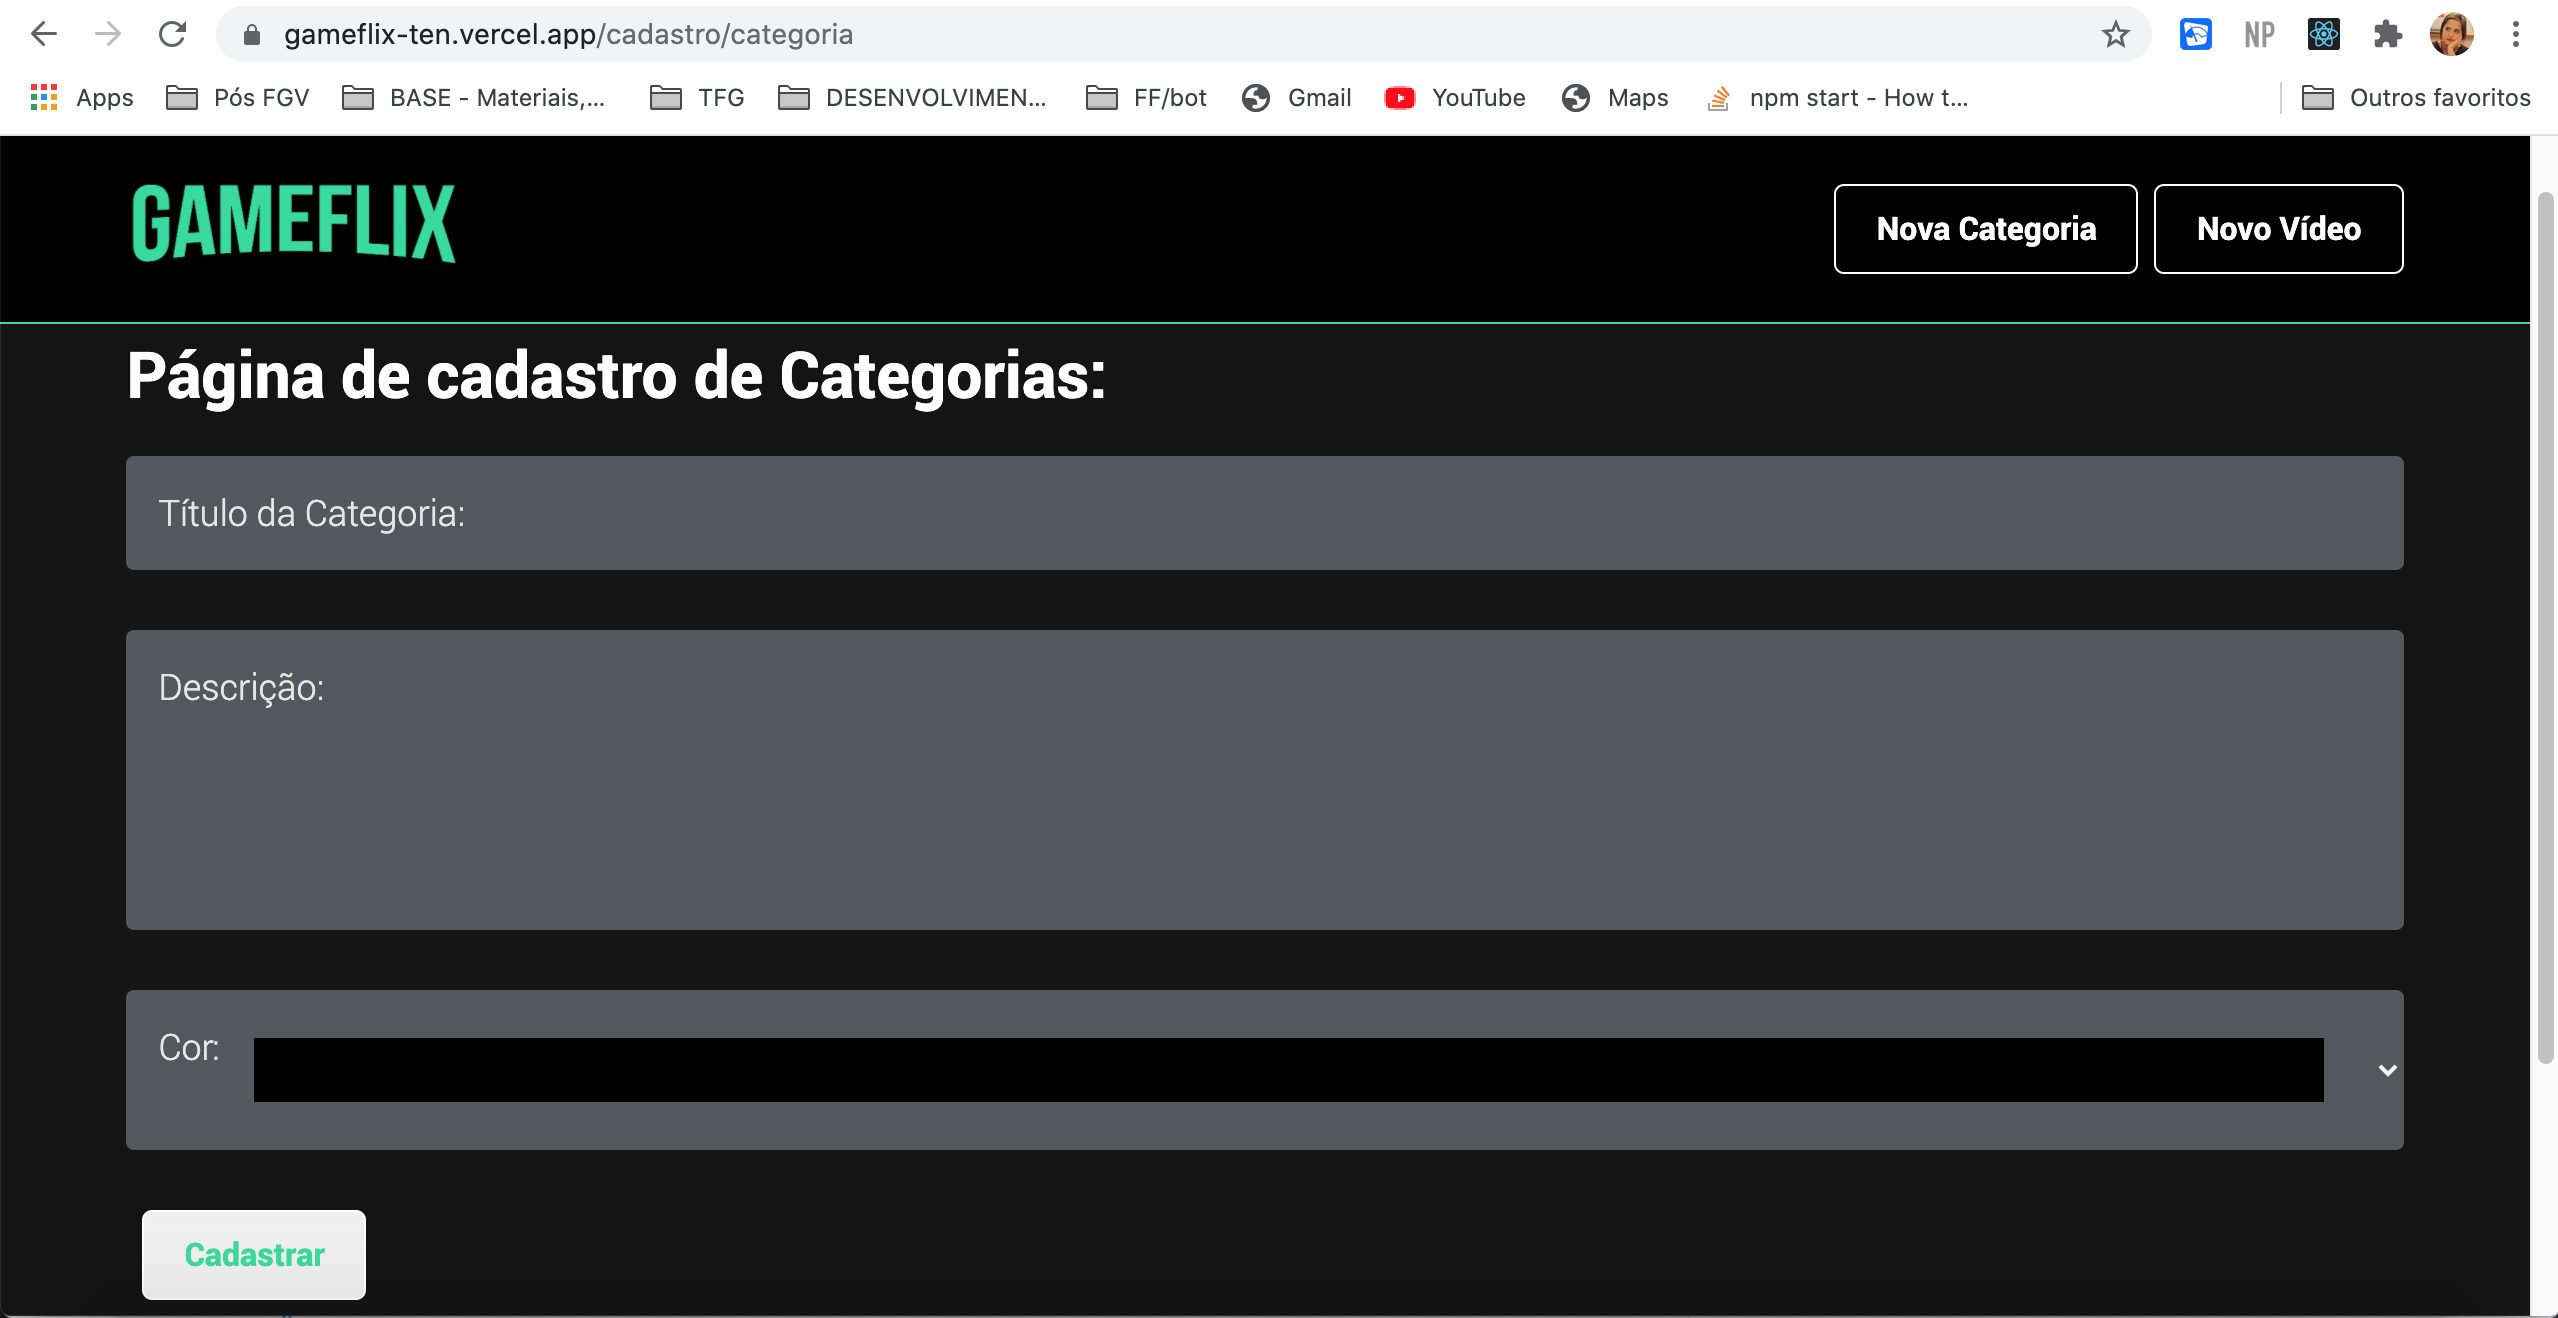 gameflix-ten.vercel.app/cadastro/categoria
NP
Apps Pós FGV BASE - Materiais,... TFG DESENVOLVIMEN... FF/bot Gmail YouTube Maps npm start - How t... Outros favoritos
GAMEFLIX Nova Categoria Novo Vídeo
Página de cadastro de Categorias:
Título da Categoria:
Descrição:
Cor:
Cadastrar